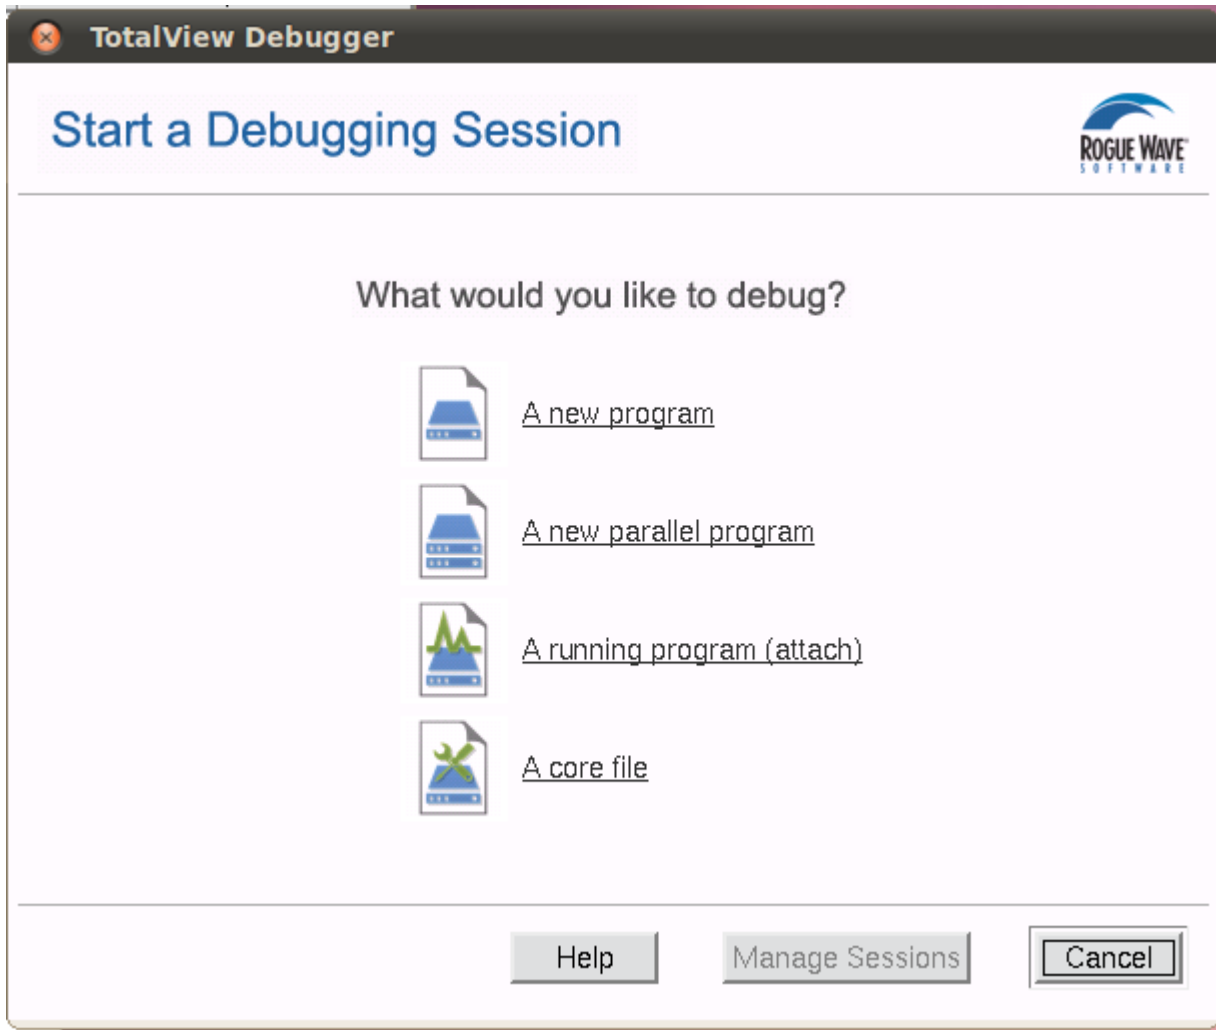 TotalView Debugger
Start a Debugging Session
ROGUE WAVE
SOFTWARE
What would you like to debug?
A new program
A new parallel program
A running program (attach)
A core file
Help
Manage Sessions
Cancel